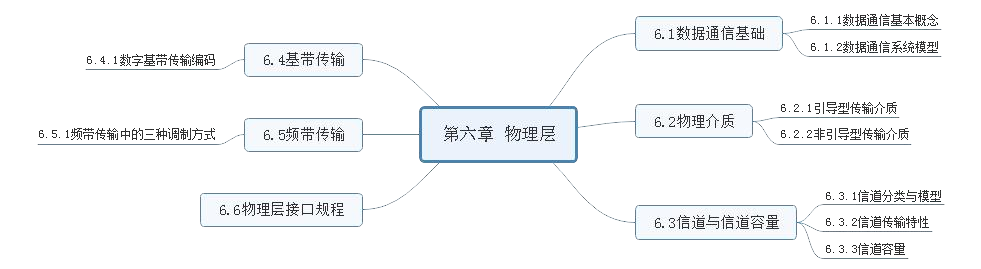 第六章 物理层
6.1数据通信基础
6.1.1数据通信基本概念
6.1.2数据通信系统模型
6.2物理介质
6.2.1引导型传输介质
6.2.2非引导型传输介质
6.3信道与信道容量
6.3.1信道分类与模型
6.3.2信道传输特性
6.3.3信道容量
6.4基带传输
6.4.1数字基带传输编码
6.5频带传输
6.5.1频带传输中的三种调制方式
6.6物理层接口规程